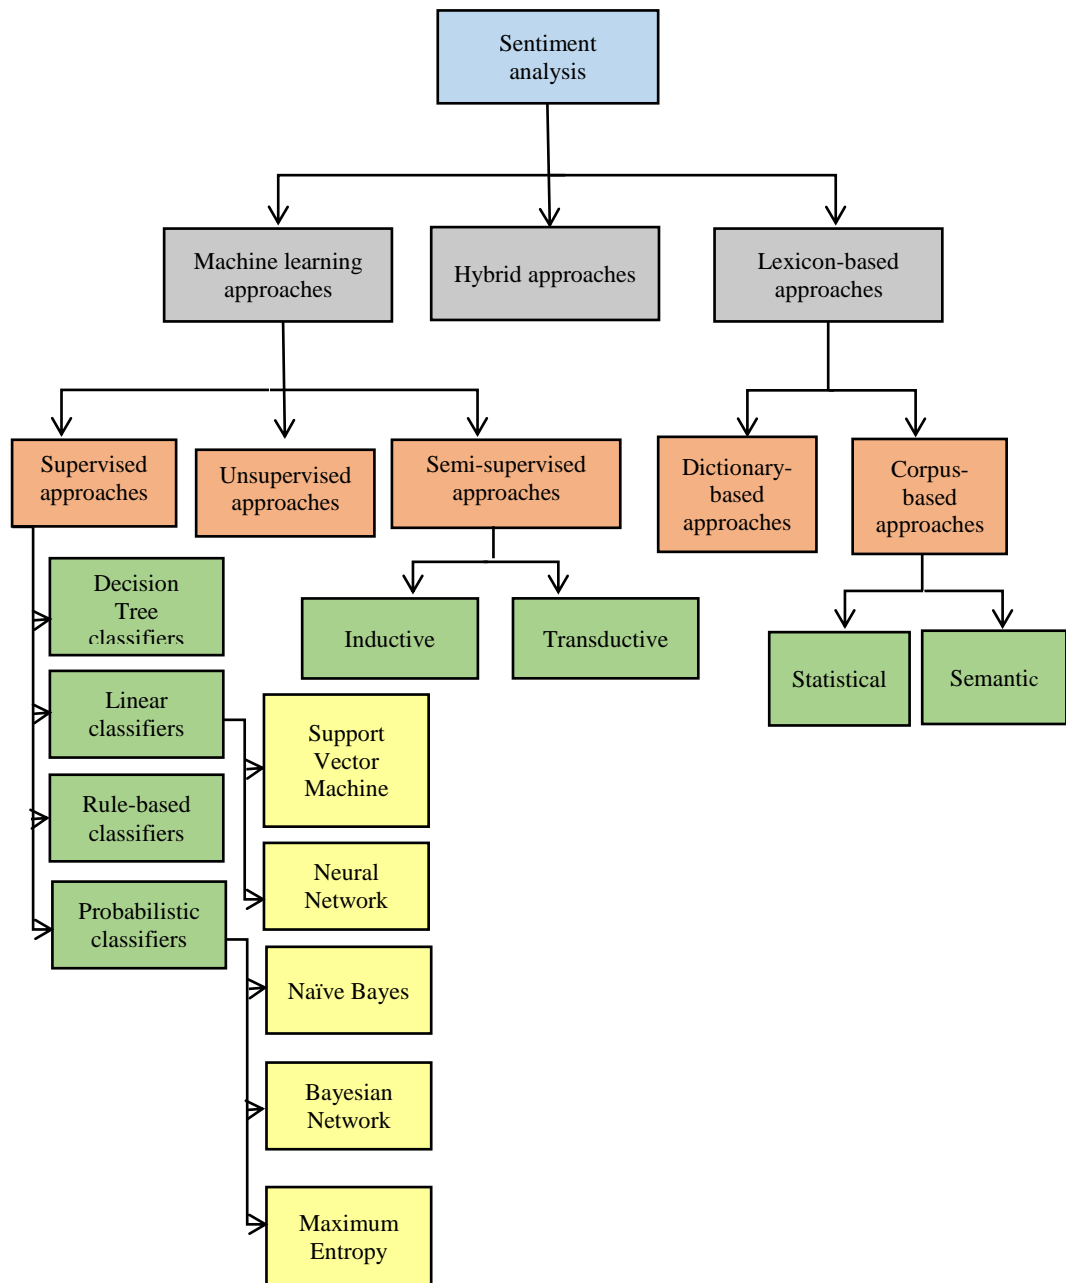 Sentiment
analysis
Machine learning
approaches
Hybrid approaches
Lexicon-based
approaches
Supervised
approaches
Unsupervised
approaches
Semi-supervised
approaches
Dictionary-
based
approaches
Corpus-
based
approaches
Decision
Tree
classifiers
Inductive
Transductive
Statistical
Semantic
Linear
classifiers
Support
Vector
Machine
Rule-based
classifiers
Neural
Network
Probabilistic
classifiers
Naïve Bayes
Bayesian
Network
Maximum
Entropy